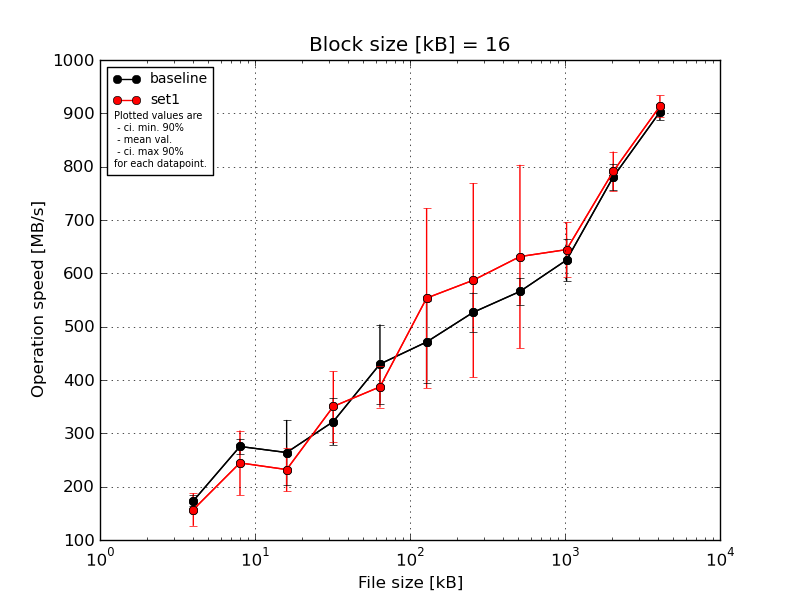 Block size [kB] = 16
baseline
set1
Plotted values are
- ci. min. 90%
- mean val.
- ci. max 90%
for each datapoint.
Operation speed [MB/s]
1000
900
800
700
600
500
400
300
200
100
10^0 10^1 10^2 10^3 10^4
File size [kB]